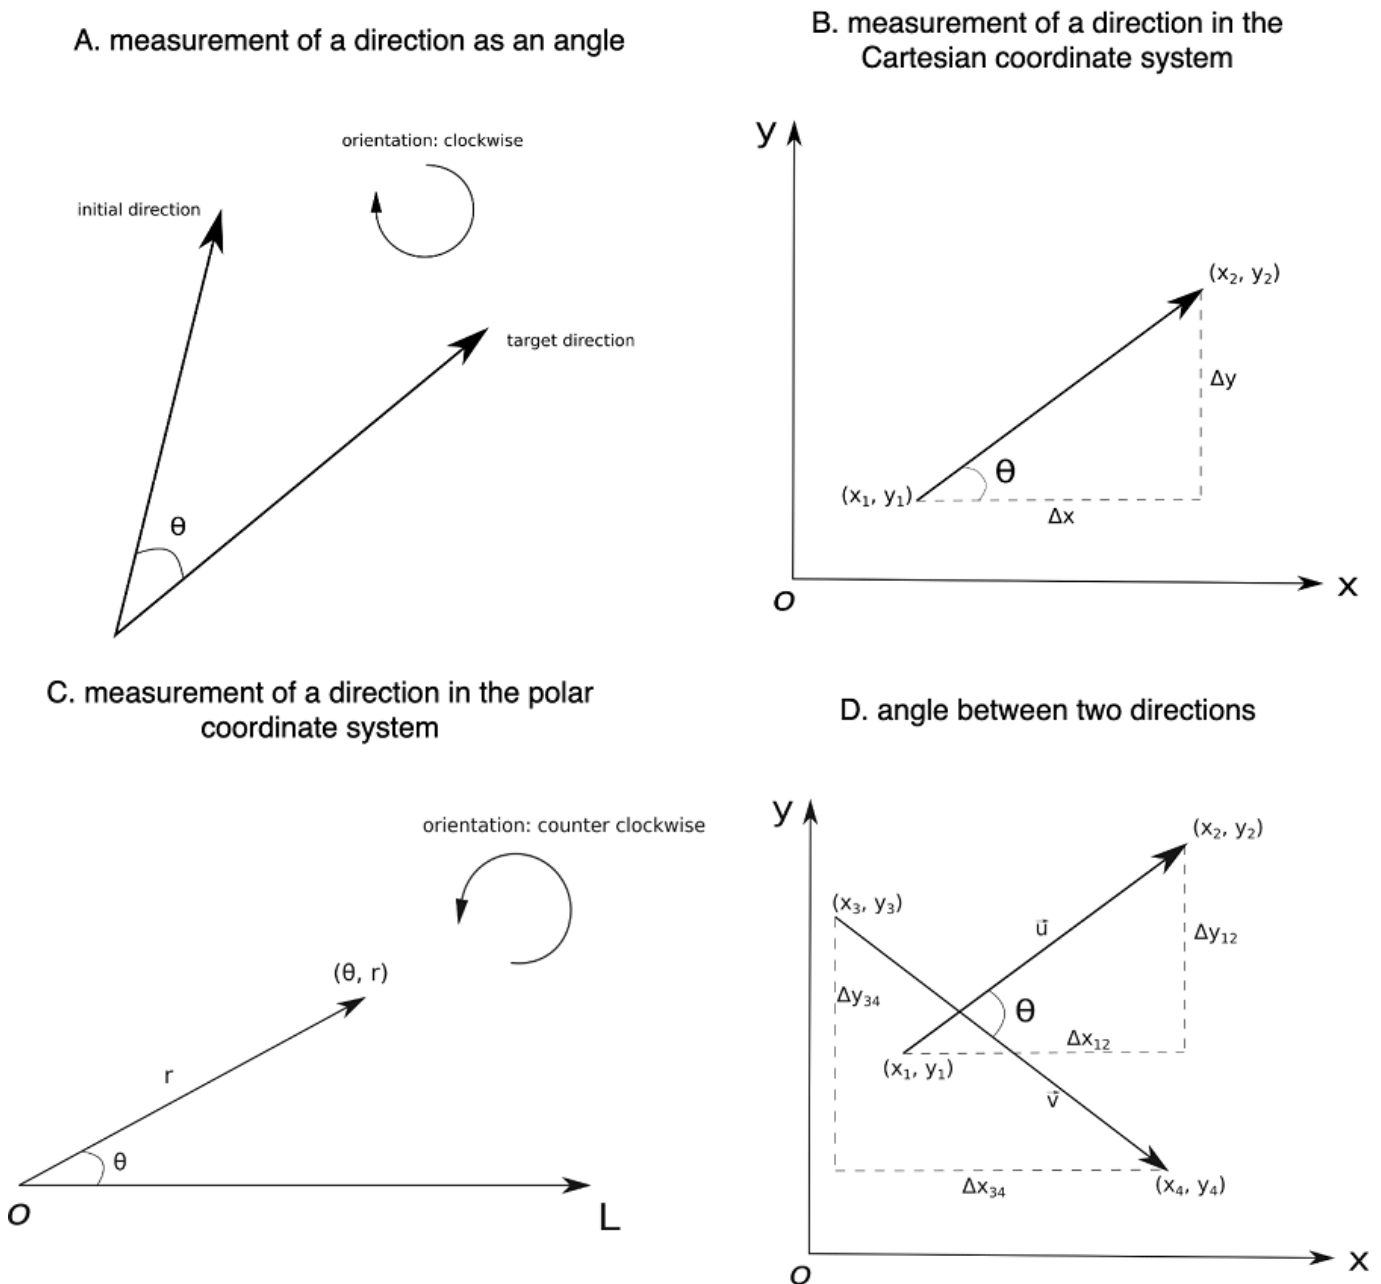 A. measurement of a direction as an angle
orientation: clockwise
initial direction
target direction
θ
B. measurement of a direction in the
Cartesian coordinate system
y
(x₂, y₂)
Δy
θ
(x₁, y₁)
Δx
x
o
C. measurement of a direction in the polar
coordinate system
orientation: counter clockwise
(θ, r)
r
θ
o
L
D. angle between two directions
y
(x₂, y₂)
(x₃, y₃)
u⃗
Δy₁₂
Δy₃₄
θ
Δx₁₂
(x₁, y₁)
v⃗
Δx₃₄
(x₄, y₄)
x
o